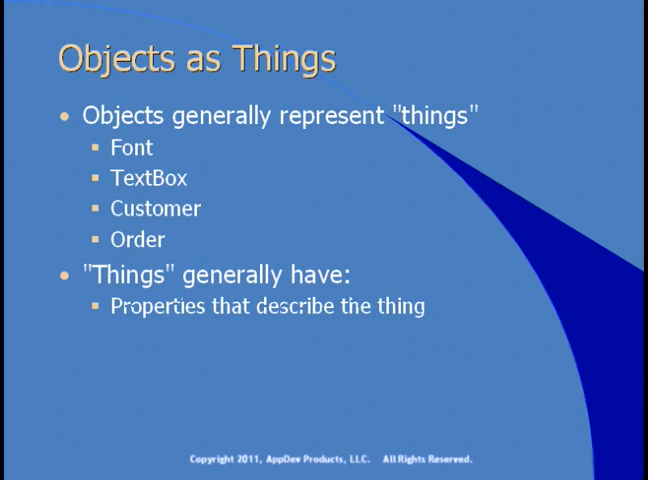 Objects as Things
• Objects generally represent "things"
▪ Font
▪ TextBox
▪ Customer
▪ Order
• "Things" generally have:
▪ Properties that describe the thing
Copyright 2011, AppDev Products, LLC. All Rights Reserved.